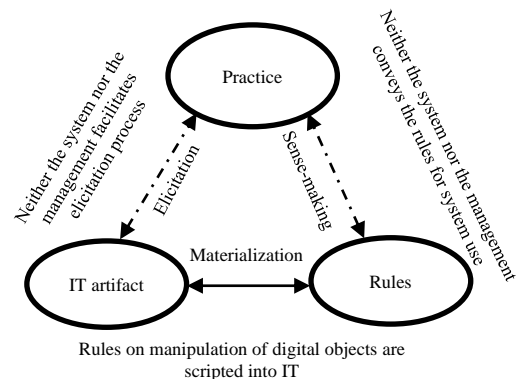 Practice
Neither the system nor the
management facilitates
elicitation process
Elicitation
Sense-making
Neither the system nor the management
conveys the rules for system use
Materialization
IT artifact
Rules
Rules on manipulation of digital objects are
scripted into IT